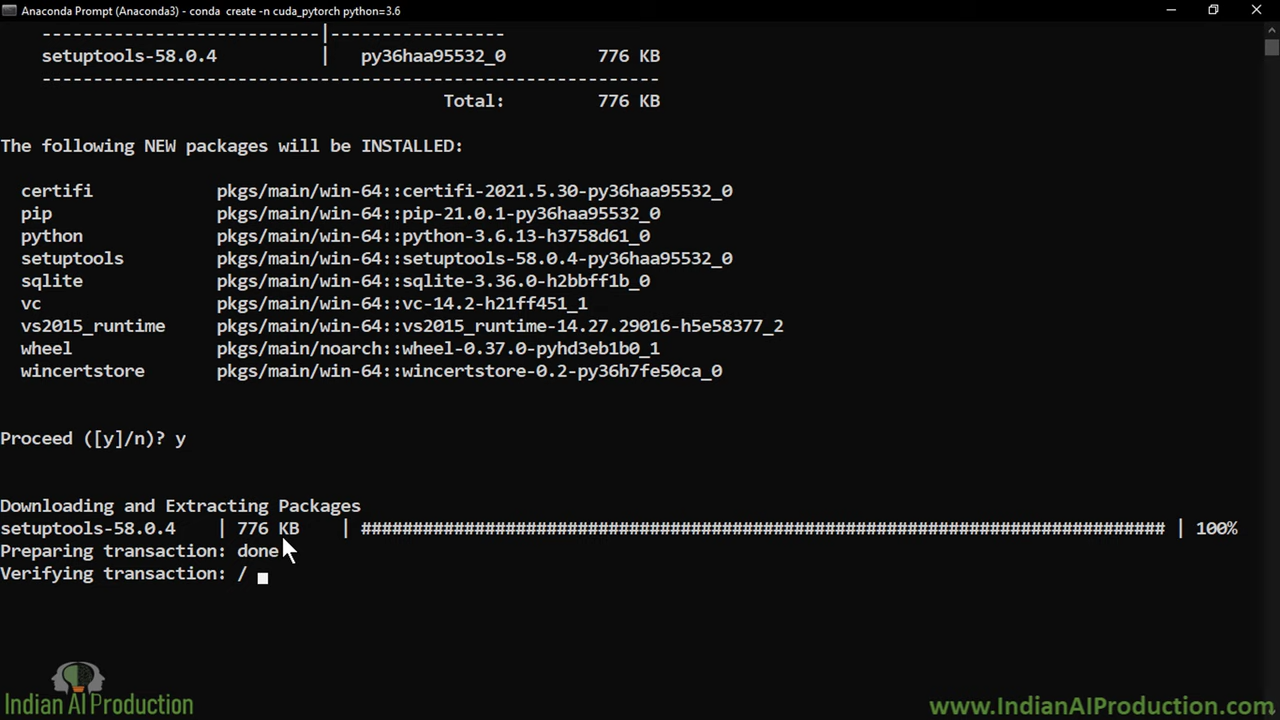 Anaconda Prompt (Anaconda3) - conda create -n cuda_pytorch python=3.6
---------------------------|-----------------
setuptools-58.0.4 | py36haa95532_0 776 KB
------------------------------------------------------------
Total: 776 KB
The following NEW packages will be INSTALLED:
certifi pkgs/main/win-64::certifi-2021.5.30-py36haa95532_0
pip pkgs/main/win-64::pip-21.0.1-py36haa95532_0
python pkgs/main/win-64::python-3.6.13-h3758d61_0
setuptools pkgs/main/win-64::setuptools-58.0.4-py36haa95532_0
sqlite pkgs/main/win-64::sqlite-3.36.0-h2bbff1b_0
vc pkgs/main/win-64::vc-14.2-h21ff451_1
vs2015_runtime pkgs/main/win-64::vs2015_runtime-14.27.29016-h5e58377_2
wheel pkgs/main/noarch::wheel-0.37.0-pyhd3eb1b0_1
wincertstore pkgs/main/win-64::wincertstore-0.2-py36h7fe50ca_0
Proceed ([y]/n)? y
Downloading and Extracting Packages
setuptools-58.0.4 | 776 KB | ############################################################################## | 100%
Preparing transaction: done
Verifying transaction: /
Indian AI Production
www.IndianAIProduction.com